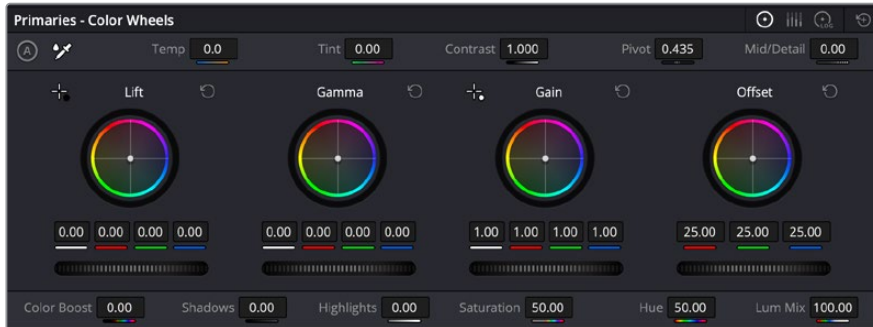 Primaries - Color Wheels
LOG
A Temp 0.0 Tint 0.00 Contrast 1.000 Pivot 0.435 Mid/Detail 0.00
Lift Gamma Gain Offset
0.00 0.00 0.00 0.00 0.00 0.00 0.00 0.00 1.00 1.00 1.00 1.00 25.00 25.00 25.00
Color Boost 0.00 Shadows 0.00 Highlights 0.00 Saturation 50.00 Hue 50.00 Lum Mix 100.00